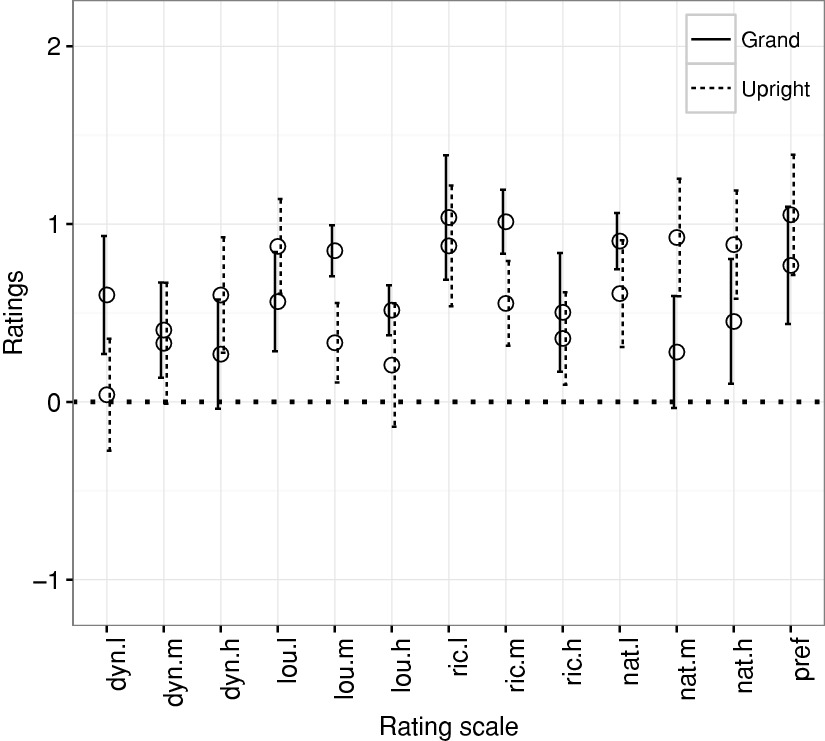 Grand
Upright
2
1
0
−1
Ratings
dyn.l
dyn.m
dyn.h
lou.l
lou.m
lou.h
ric.l
ric.m
ric.h
nat.l
nat.m
nat.h
pref
Rating scale